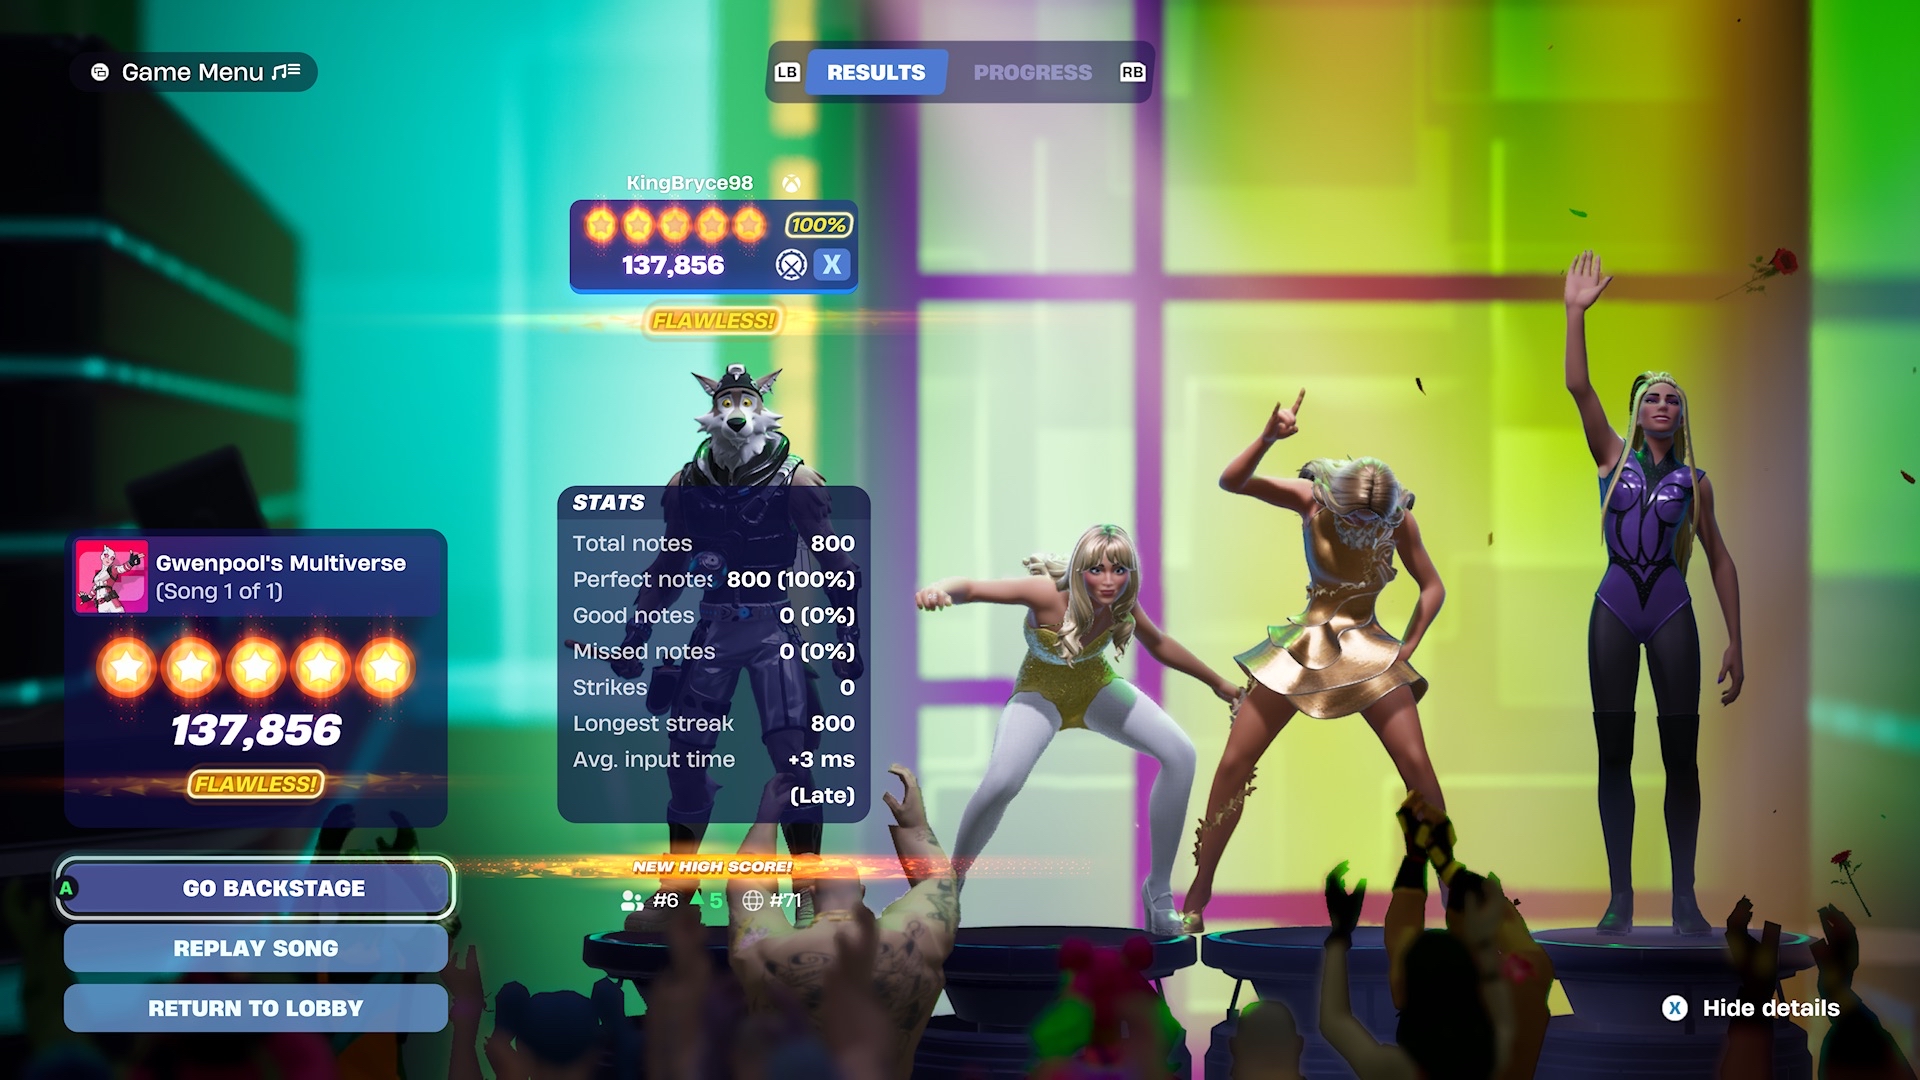 Game Menu
LB RESULTS PROGRESS RB
KingBryce98
100%
137,856 X
FLAWLESS!
STATS
Total notes 800
Perfect notes 800 (100%)
Good notes 0 (0%)
Missed notes 0 (0%)
Strikes 0
Longest streak 800
Avg. input time +3 ms
(Late)
NEW HIGH SCORE!
#6 5 #71
Gwenpool's Multiverse
(Song 1 of 1)
137,856
FLAWLESS!
A GO BACKSTAGE
REPLAY SONG
RETURN TO LOBBY
X Hide details